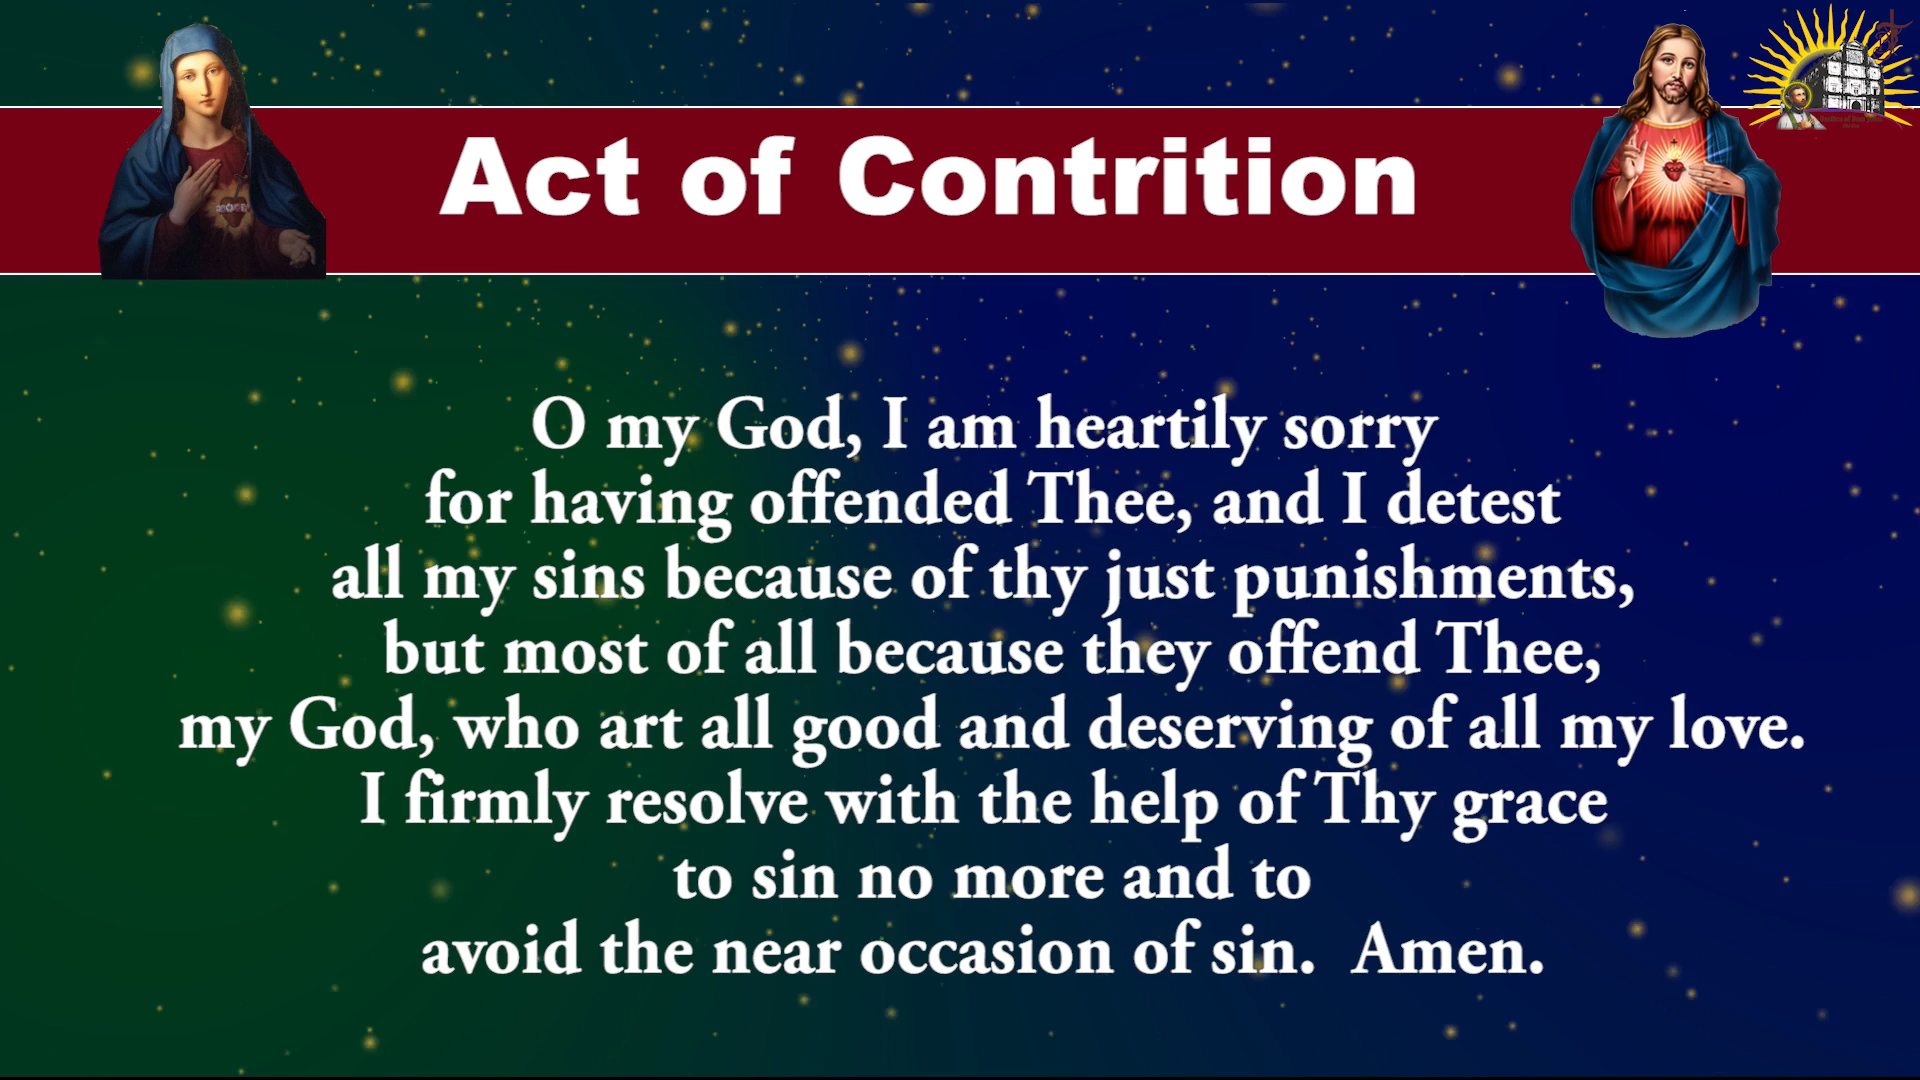 Act of Contrition
O my God, I am heartily sorry
for having offended Thee, and I detest
all my sins because of thy just punishments,
but most of all because they offend Thee,
my God, who art all good and deserving of all my love.
I firmly resolve with the help of Thy grace
to sin no more and to
avoid the near occasion of sin.  Amen.